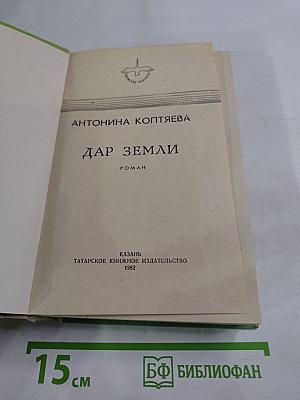 АНТОНИНА КОПТЯЕВА
ДАР ЗЕМЛИ
РОМАН
КАЗАНЬ
ТАТАРСКОЕ КНИЖНОЕ ИЗДАТЕЛЬСТВО
1982
15 см
БФ БИБЛИОФАН